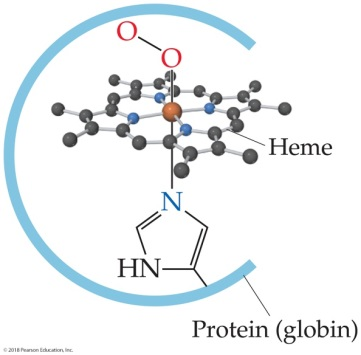 O
O
Heme
N
HN
Protein (globin)
© 2018 Pearson Education, Inc.